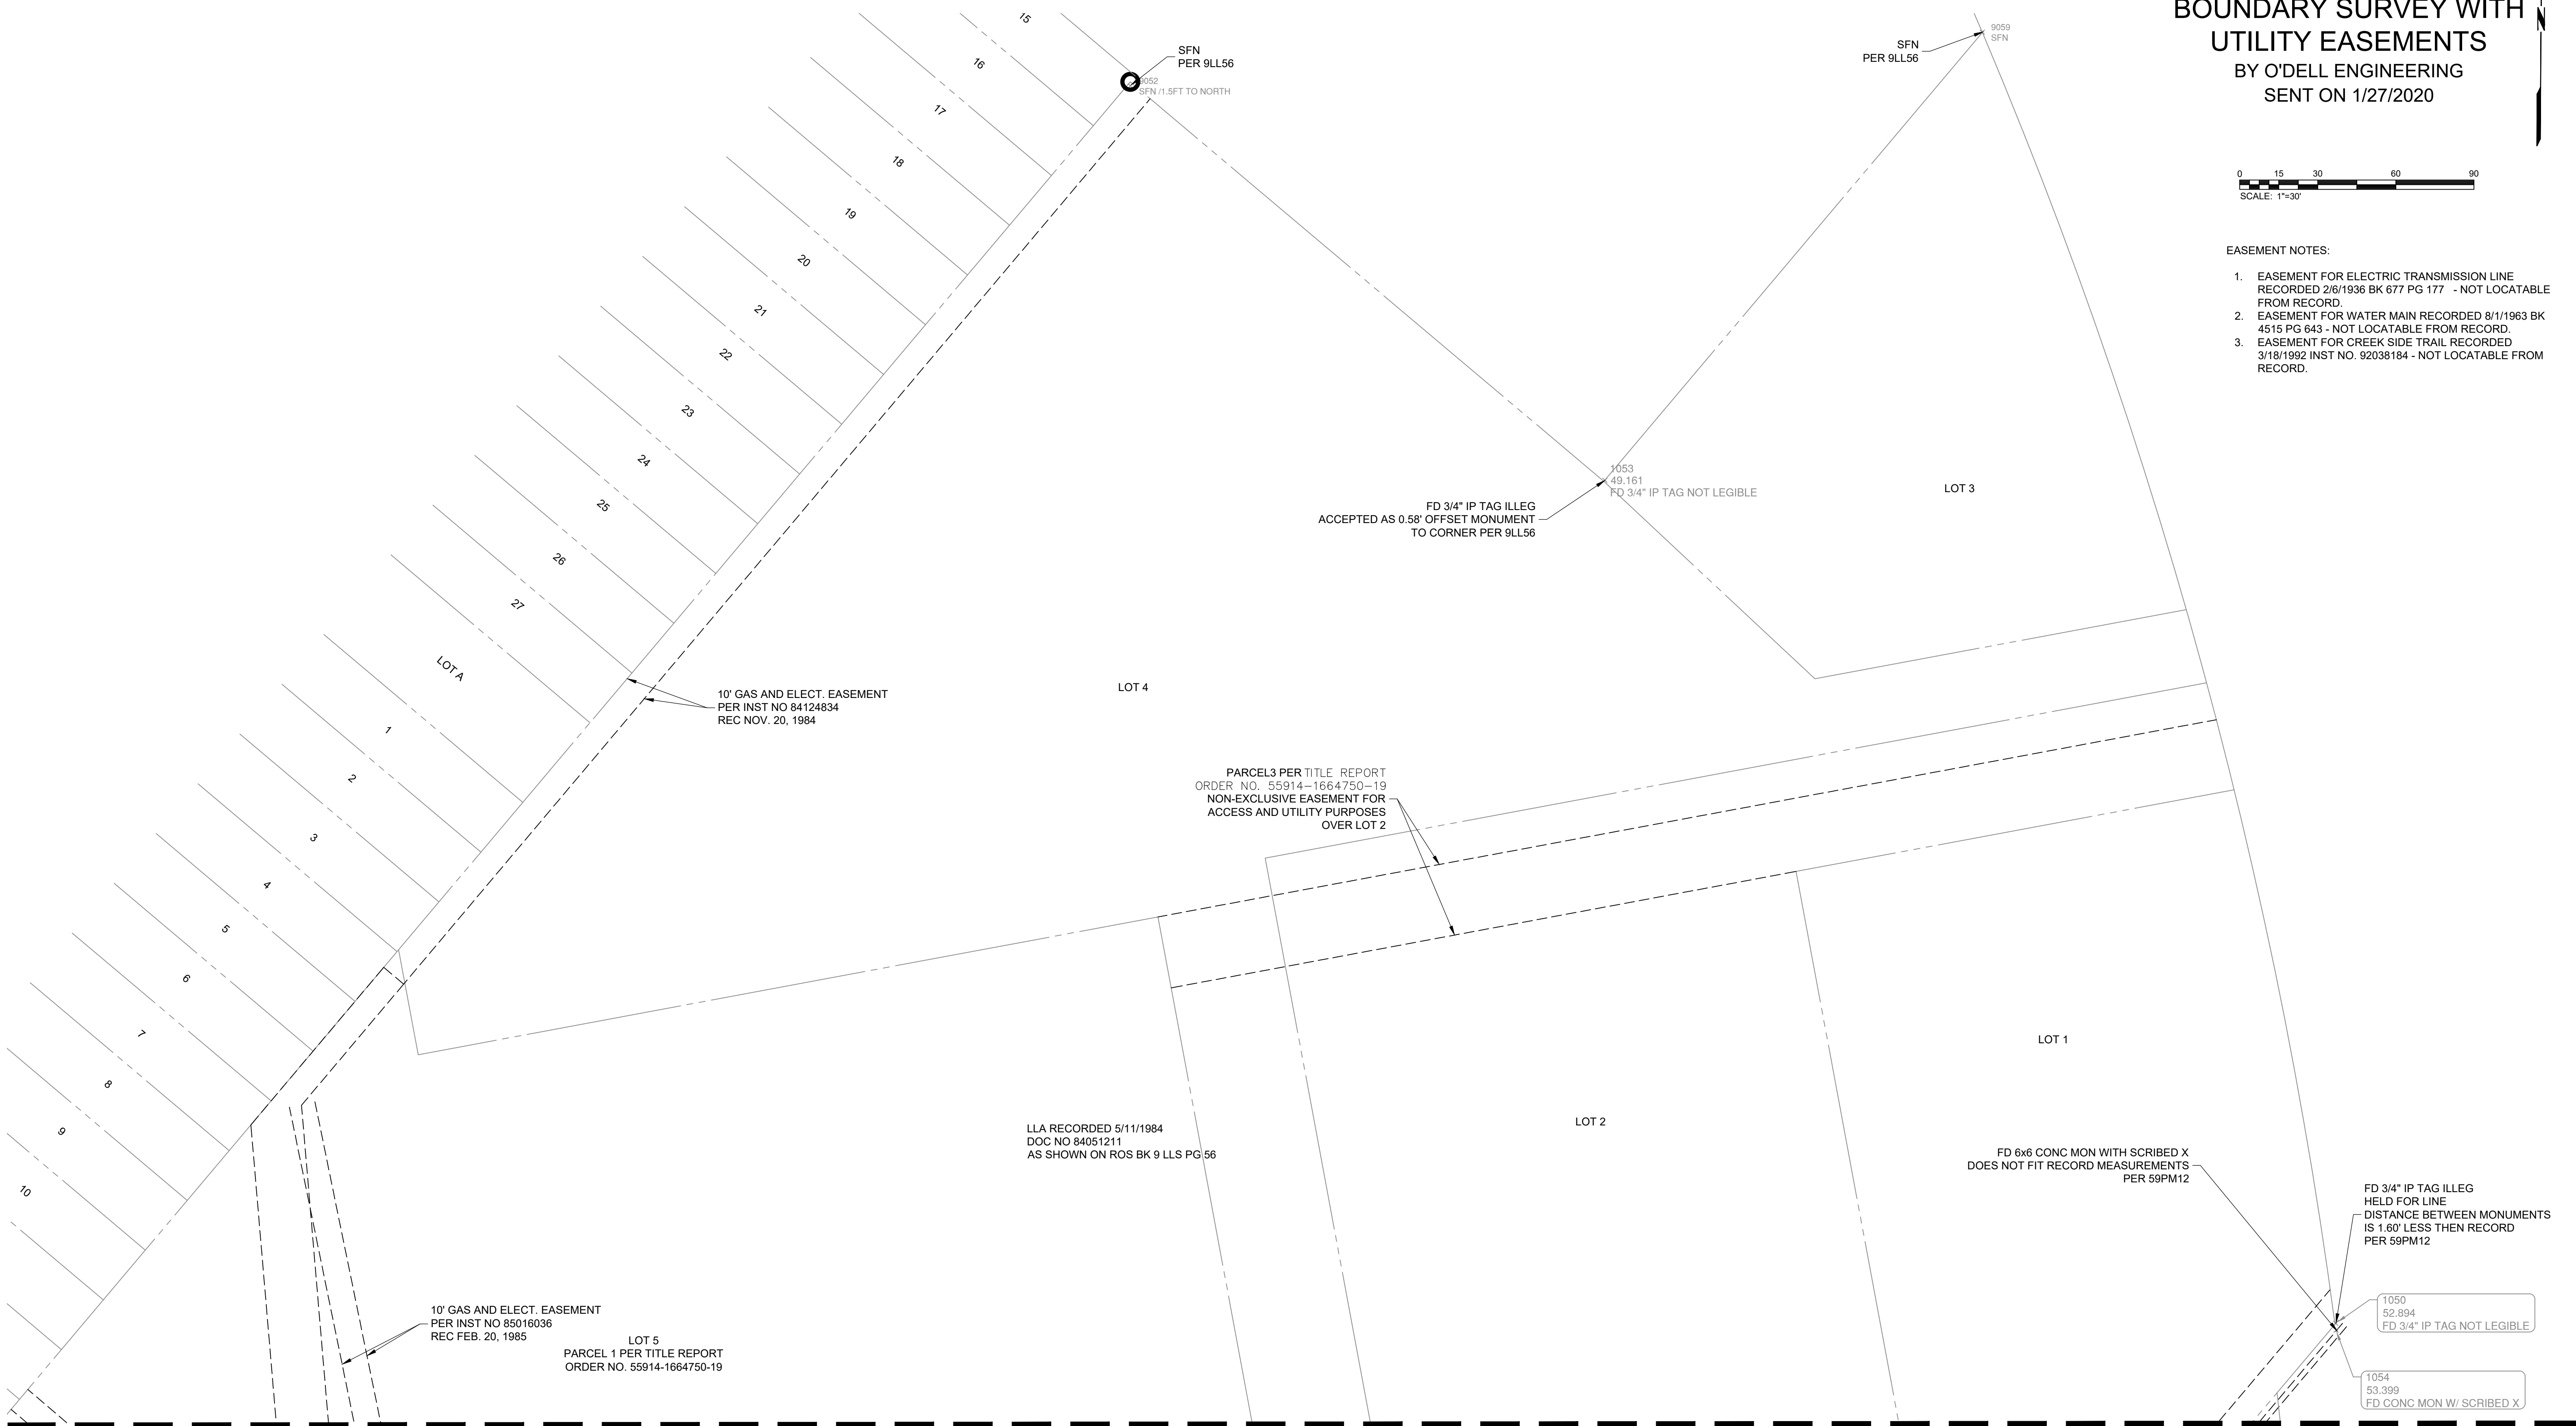 BOUNDARY SURVEY WITH
UTILITY EASEMENTS
BY O'DELL ENGINEERING
SENT ON 1/27/2020
N
0 15 30 60 90
SCALE: 1"=30'
EASEMENT NOTES:
1. EASEMENT FOR ELECTRIC TRANSMISSION LINE
RECORDED 2/6/1936 BK 677 PG 177 - NOT LOCATABLE
FROM RECORD.
2. EASEMENT FOR WATER MAIN RECORDED 8/1/1963 BK
4515 PG 643 - NOT LOCATABLE FROM RECORD.
3. EASEMENT FOR CREEK SIDE TRAIL RECORDED
3/18/1992 INST NO. 92038184 - NOT LOCATABLE FROM
RECORD.
SFN
PER 9LL56
9052
SFN /1.5FT TO NORTH
SFN
PER 9LL56
9059
SFN
15
16
17
18
19
20
21
22
23
24
25
26
27
LOT A
1
2
3
4
5
6
7
8
9
10
1053
49.161
FD 3/4" IP TAG NOT LEGIBLE
FD 3/4" IP TAG ILLEG
ACCEPTED AS 0.58' OFFSET MONUMENT
TO CORNER PER 9LL56
LOT 3
LOT 4
10' GAS AND ELECT. EASEMENT
PER INST NO 84124834
REC NOV. 20, 1984
PARCEL3 PER TITLE REPORT
ORDER NO. 55914-1664750-19
NON-EXCLUSIVE EASEMENT FOR
ACCESS AND UTILITY PURPOSES
OVER LOT 2
LOT 1
LOT 2
LLA RECORDED 5/11/1984
DOC NO 84051211
AS SHOWN ON ROS BK 9 LLS PG 56
FD 6x6 CONC MON WITH SCRIBED X
DOES NOT FIT RECORD MEASUREMENTS
PER 59PM12
FD 3/4" IP TAG ILLEG
HELD FOR LINE
DISTANCE BETWEEN MONUMENTS
IS 1.60' LESS THEN RECORD
PER 59PM12
1050
52.894
FD 3/4" IP TAG NOT LEGIBLE
1054
53.399
FD CONC MON W/ SCRIBED X
10' GAS AND ELECT. EASEMENT
PER INST NO 85016036
REC FEB. 20, 1985
LOT 5
PARCEL 1 PER TITLE REPORT
ORDER NO. 55914-1664750-19